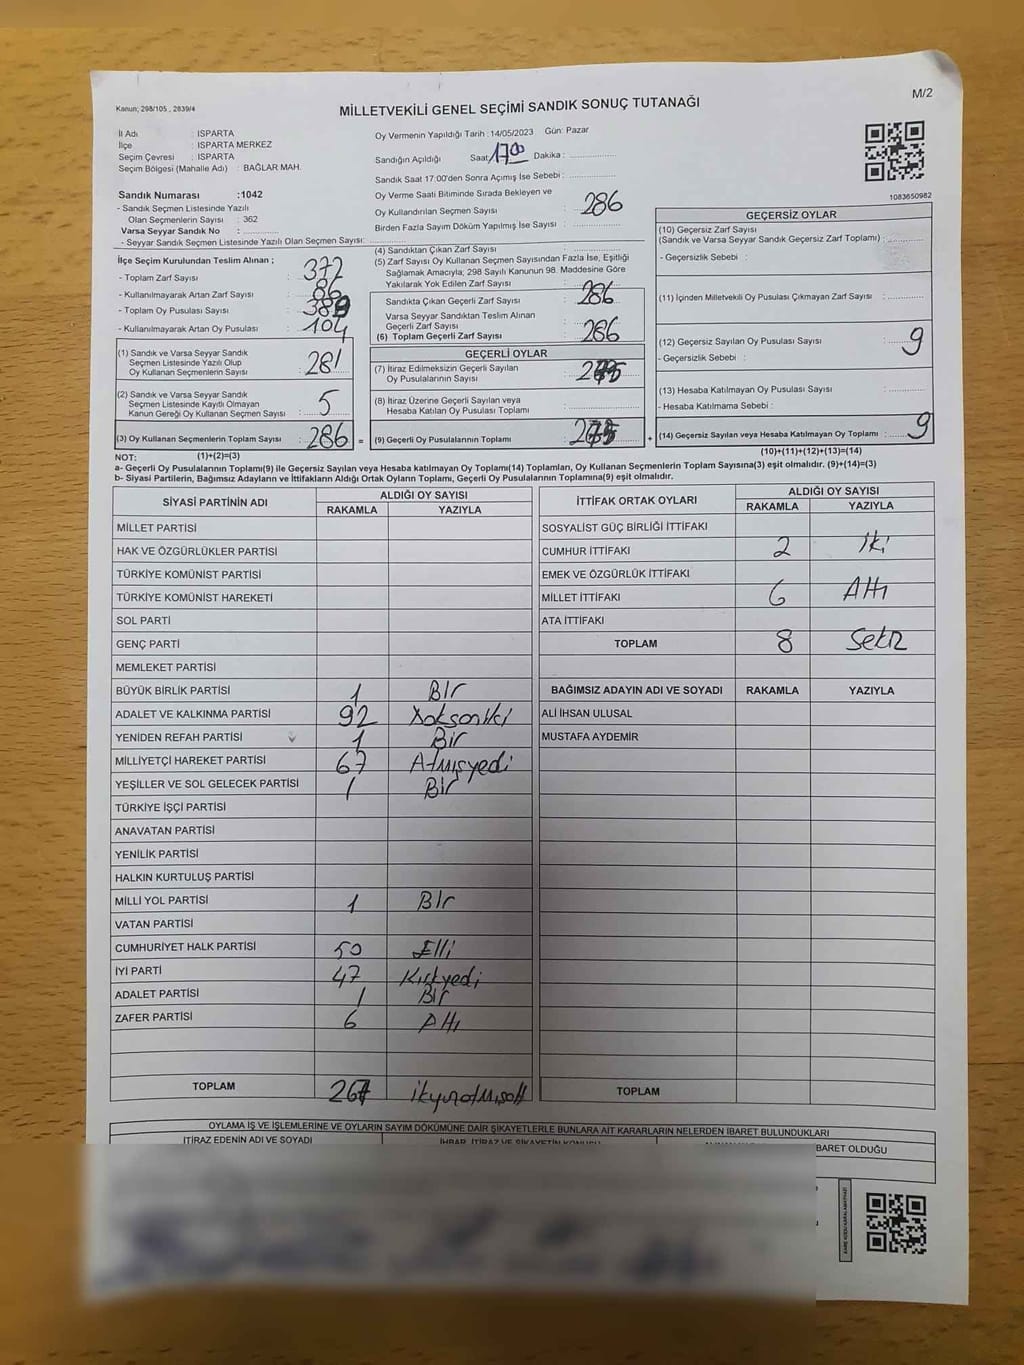 M/2
Kanun; 298/105 , 2839/4
MİLLETVEKİLİ GENEL SEÇİMİ SANDIK SONUÇ TUTANAĞI
İl Adı : ISPARTA
İlçe : ISPARTA MERKEZ
Seçim Çevresi : ISPARTA
Seçim Bölgesi (Mahalle Adı) : BAĞLAR MAH.
Sandık Numarası :1042
- Sandık Seçmen Listesinde Yazılı
Olan Seçmenlerin Sayısı : 362
Varsa Seyyar Sandık No :
- Seyyar Sandık Seçmen Listesinde Yazılı Olan Seçmen Sayısı:
Oy Vermenin Yapıldığı Tarih : 14/05/2023 Gün: Pazar
Sandığın Açıldığı Saat 17.00 Dakika :
Sandık Saat 17:00'den Sonra Açımış İse Sebebi :
Oy Verme Saati Bitiminde Sırada Bekleyen ve
Oy Kullandırılan Seçmen Sayısı : 286
Birden Fazla Sayım Döküm Yapılmış İse Sayısı :
1083650982
İlçe Seçim Kurulundan Teslim Alınan ;
- Toplam Zarf Sayısı : 372
- Kullanılmayarak Artan Zarf Sayısı : 86
- Toplam Oy Pusulası Sayısı :
- Kullanılmayarak Artan Oy Pusulası : 104
(1) Sandık ve Varsa Seyyar Sandık
Seçmen Listesinde Yazılı Olup
Oy Kullanan Seçmenlerin Sayısı : 281
(2) Sandık ve Varsa Seyyar Sandık
Seçmen Listesinde Kayıtlı Olmayan
Kanun Gereği Oy Kullanan Seçmen Sayısı : 5
(3) Oy Kullanan Seçmenlerin Toplam Sayısı : 286 =
(4) Sandıktan Çıkan Zarf Sayısı :
(5) Zarf Sayısı Oy Kullanan Seçmen Sayısından Fazla İse, Eşitliği
Sağlamak Amacıyla; 298 Sayılı Kanunun 98. Maddesine Göre
Yakılarak Yok Edilen Zarf Sayısı :
Sandıkta Çıkan Geçerli Zarf Sayısı : 286
Varsa Seyyar Sandıktan Teslim Alınan
Geçerli Zarf Sayısı :
(6) Toplam Geçerli Zarf Sayısı : 286
GEÇERLİ OYLAR
(7) İtiraz Edilmeksizin Geçerli Sayılan
Oy Pusulalarının Sayısı :
(8) İtiraz Üzerine Geçerli Sayılan veya
Hesaba Katılan Oy Pusulası Toplamı :
(9) Geçerli Oy Pusulalarının Toplamı : +
GEÇERSİZ OYLAR
(10) Geçersiz Zarf Sayısı
(Sandık ve Varsa Seyyar Sandık Geçersiz Zarf Toplamı) :
- Geçersizlik Sebebi :
(11) İçinden Milletvekili Oy Pusulası Çıkmayan Zarf Sayısı :
(12) Geçersiz Sayılan Oy Pusulası Sayısı : 9
- Geçersizlik Sebebi :
(13) Hesaba Katılmayan Oy Pusulası Sayısı :
- Hesaba Katılmama Sebebi :
(14) Geçersiz Sayılan veya Hesaba Katılmayan Oy Toplamı : 9
NOT: (1)+(2)=(3) (10)+(11)+(12)+(13)=(14)
a- Geçerli Oy Pusulalarının Toplamı(9) ile Geçersiz Sayılan veya Hesaba katılmayan Oy Toplamı(14) Toplamları, Oy Kullanan Seçmenlerin Toplam Sayısına(3) eşit olmalıdır. (9)+(14)=(3)
b- Siyasi Partilerin, Bağımsız Adayların ve İttifakların Aldığı Ortak Oyların Toplamı, Geçerli Oy Pusulalarının Toplamına(9) eşit olmalıdır.
SİYASİ PARTİNİN ADI ALDIĞI OY SAYISI
RAKAMLA YAZIYLA
MİLLET PARTİSİ
HAK VE ÖZGÜRLÜKLER PARTİSİ
TÜRKİYE KOMÜNİST PARTİSİ
TÜRKİYE KOMÜNİST HAREKETİ
SOL PARTİ
GENÇ PARTİ
MEMLEKET PARTİSİ
BÜYÜK BİRLİK PARTİSİ 1 Bir
ADALET VE KALKINMA PARTİSİ 92
YENİDEN REFAH PARTİSİ 1 Bir
MİLLİYETÇİ HAREKET PARTİSİ 67 Atmışyedi
YEŞİLLER VE SOL GELECEK PARTİSİ 1 Bir
TÜRKİYE İŞÇİ PARTİSİ
ANAVATAN PARTİSİ
YENİLİK PARTİSİ
HALKIN KURTULUŞ PARTİSİ
MİLLİ YOL PARTİSİ 1 Bir
VATAN PARTİSİ
CUMHURİYET HALK PARTİSİ 50 Elli
İYİ PARTİ 47 Kırkyedi
ADALET PARTİSİ 1 Bir
ZAFER PARTİSİ 6 Altı
TOPLAM 267
İTTİFAK ORTAK OYLARI ALDIĞI OY SAYISI
RAKAMLA YAZIYLA
SOSYALİST GÜÇ BİRLİĞİ İTTİFAKI
CUMHUR İTTİFAKI 2 İki
EMEK VE ÖZGÜRLÜK İTTİFAKI
MİLLET İTTİFAKI 6 Altı
ATA İTTİFAKI
TOPLAM 8 Sekiz
BAĞIMSIZ ADAYIN ADI VE SOYADI RAKAMLA YAZIYLA
ALİ İHSAN ULUSAL
MUSTAFA AYDEMİR
TOPLAM
OYLAMA İŞ VE İŞLEMLERİNE VE OYLARIN SAYIM DÖKÜMÜNE DAİR ŞİKAYETLERLE BUNLARA AİT KARARLARIN NELERDEN İBARET BULUNDUKLARI
İTİRAZ EDENİN ADI VE SOYADI
İHBAR, İTİRAZ VE ŞİKAYETİN KONUSU
BARET OLDUĞU